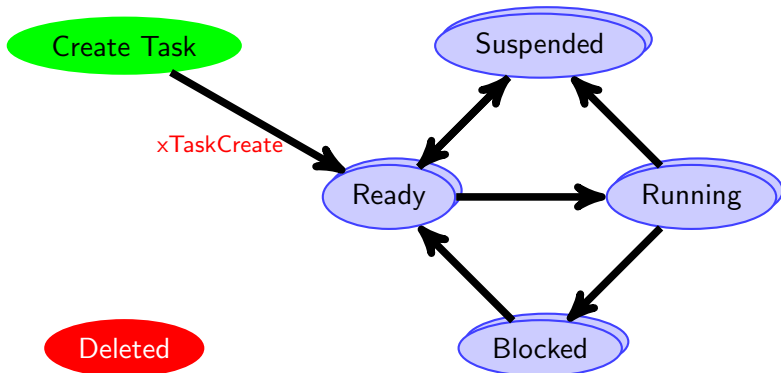 Create Task
Suspended
xTaskCreate
Ready
Running
Deleted
Blocked